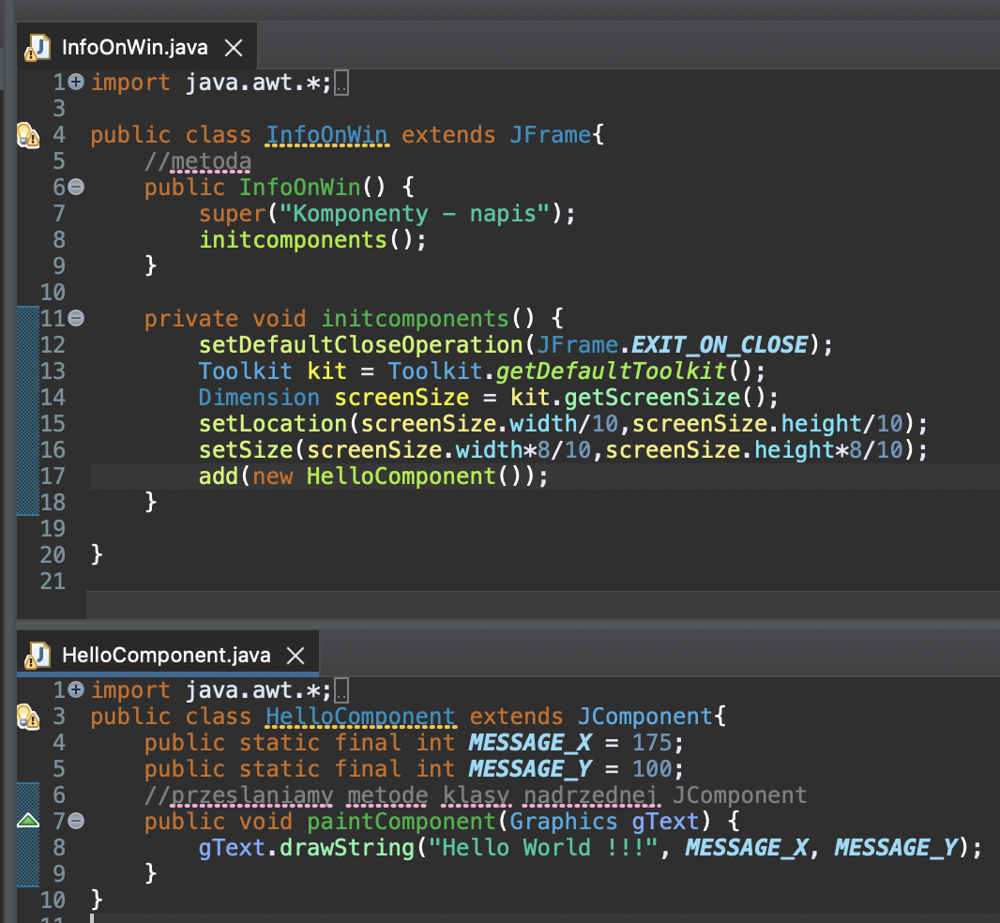 InfoOnWin.java
1 import java.awt.*;
3
4 public class InfoOnWin extends JFrame{
5 //metoda
6 public InfoOnWin() {
7 super("Komponenty - napis");
8 initcomponents();
9 }
10
11 private void initcomponents() {
12 setDefaultCloseOperation(JFrame.EXIT_ON_CLOSE);
13 Toolkit kit = Toolkit.getDefaultToolkit();
14 Dimension screenSize = kit.getScreenSize();
15 setLocation(screenSize.width/10,screenSize.height/10);
16 setSize(screenSize.width*8/10,screenSize.height*8/10);
17 add(new HelloComponent());
18 }
19
20 }
21
HelloComponent.java
1 import java.awt.*;
3 public class HelloComponent extends JComponent{
4 public static final int MESSAGE_X = 175;
5 public static final int MESSAGE_Y = 100;
6 //przeslaniamy metode klasy nadrzednej JComponent
7 public void paintComponent(Graphics gText) {
8 gText.drawString("Hello World !!!", MESSAGE_X, MESSAGE_Y);
9 }
10 }
11